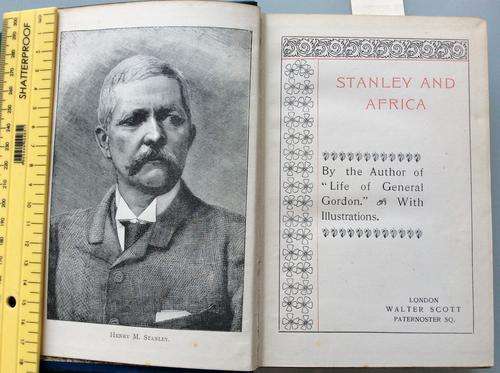 SHATTERPROOF
Henry M. Stanley.
STANLEY AND
AFRICA
By the Author of
"Life of General
Gordon." With
Illustrations.
LONDON
WALTER SCOTT
PATERNOSTER SQ.